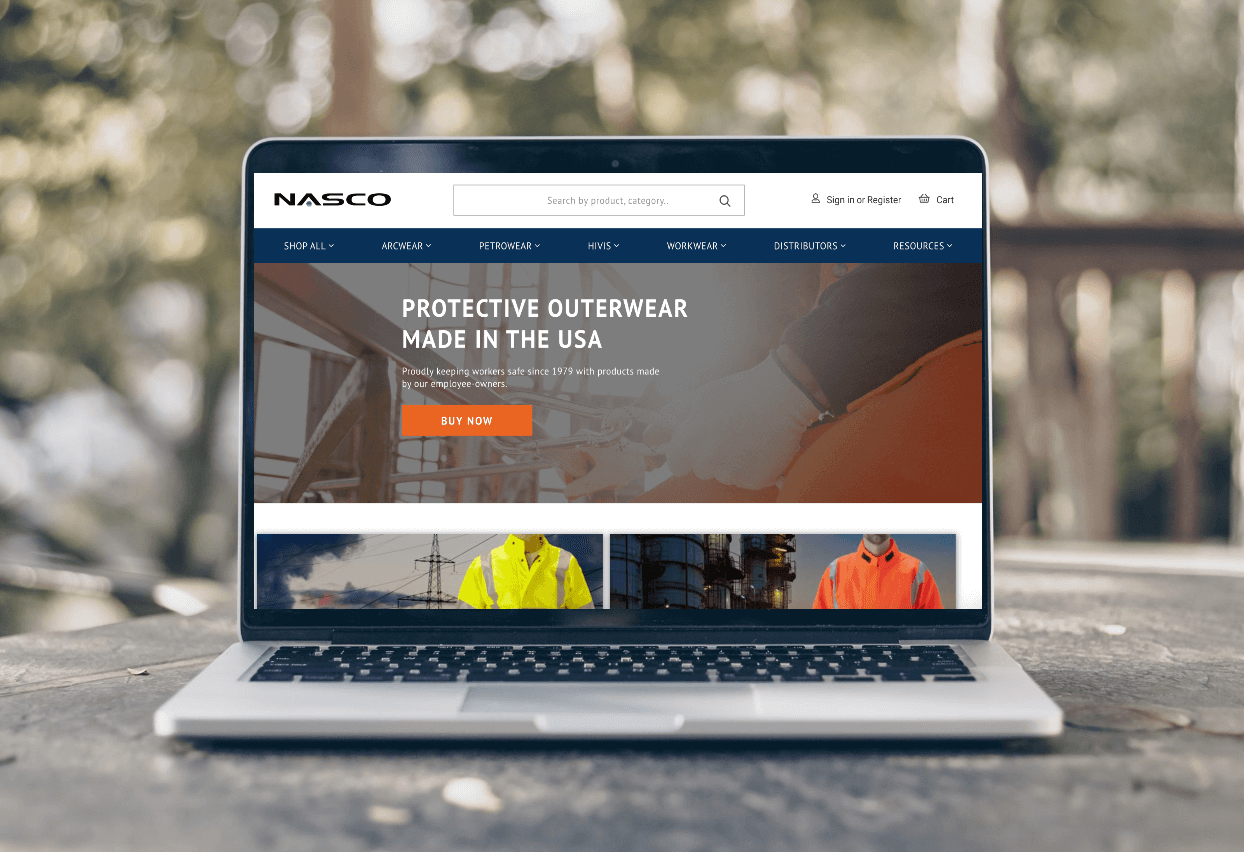 NASCO
Search by product, category..
Sign in or Register
Cart
SHOP ALL
ARCWEAR
PETROWEAR
HIVIS
WORKWEAR
DISTRIBUTORS
RESOURCES
PROTECTIVE OUTERWEAR
MADE IN THE USA
Proudly keeping workers safe since 1979 with products made
by our employee-owners.
BUY NOW